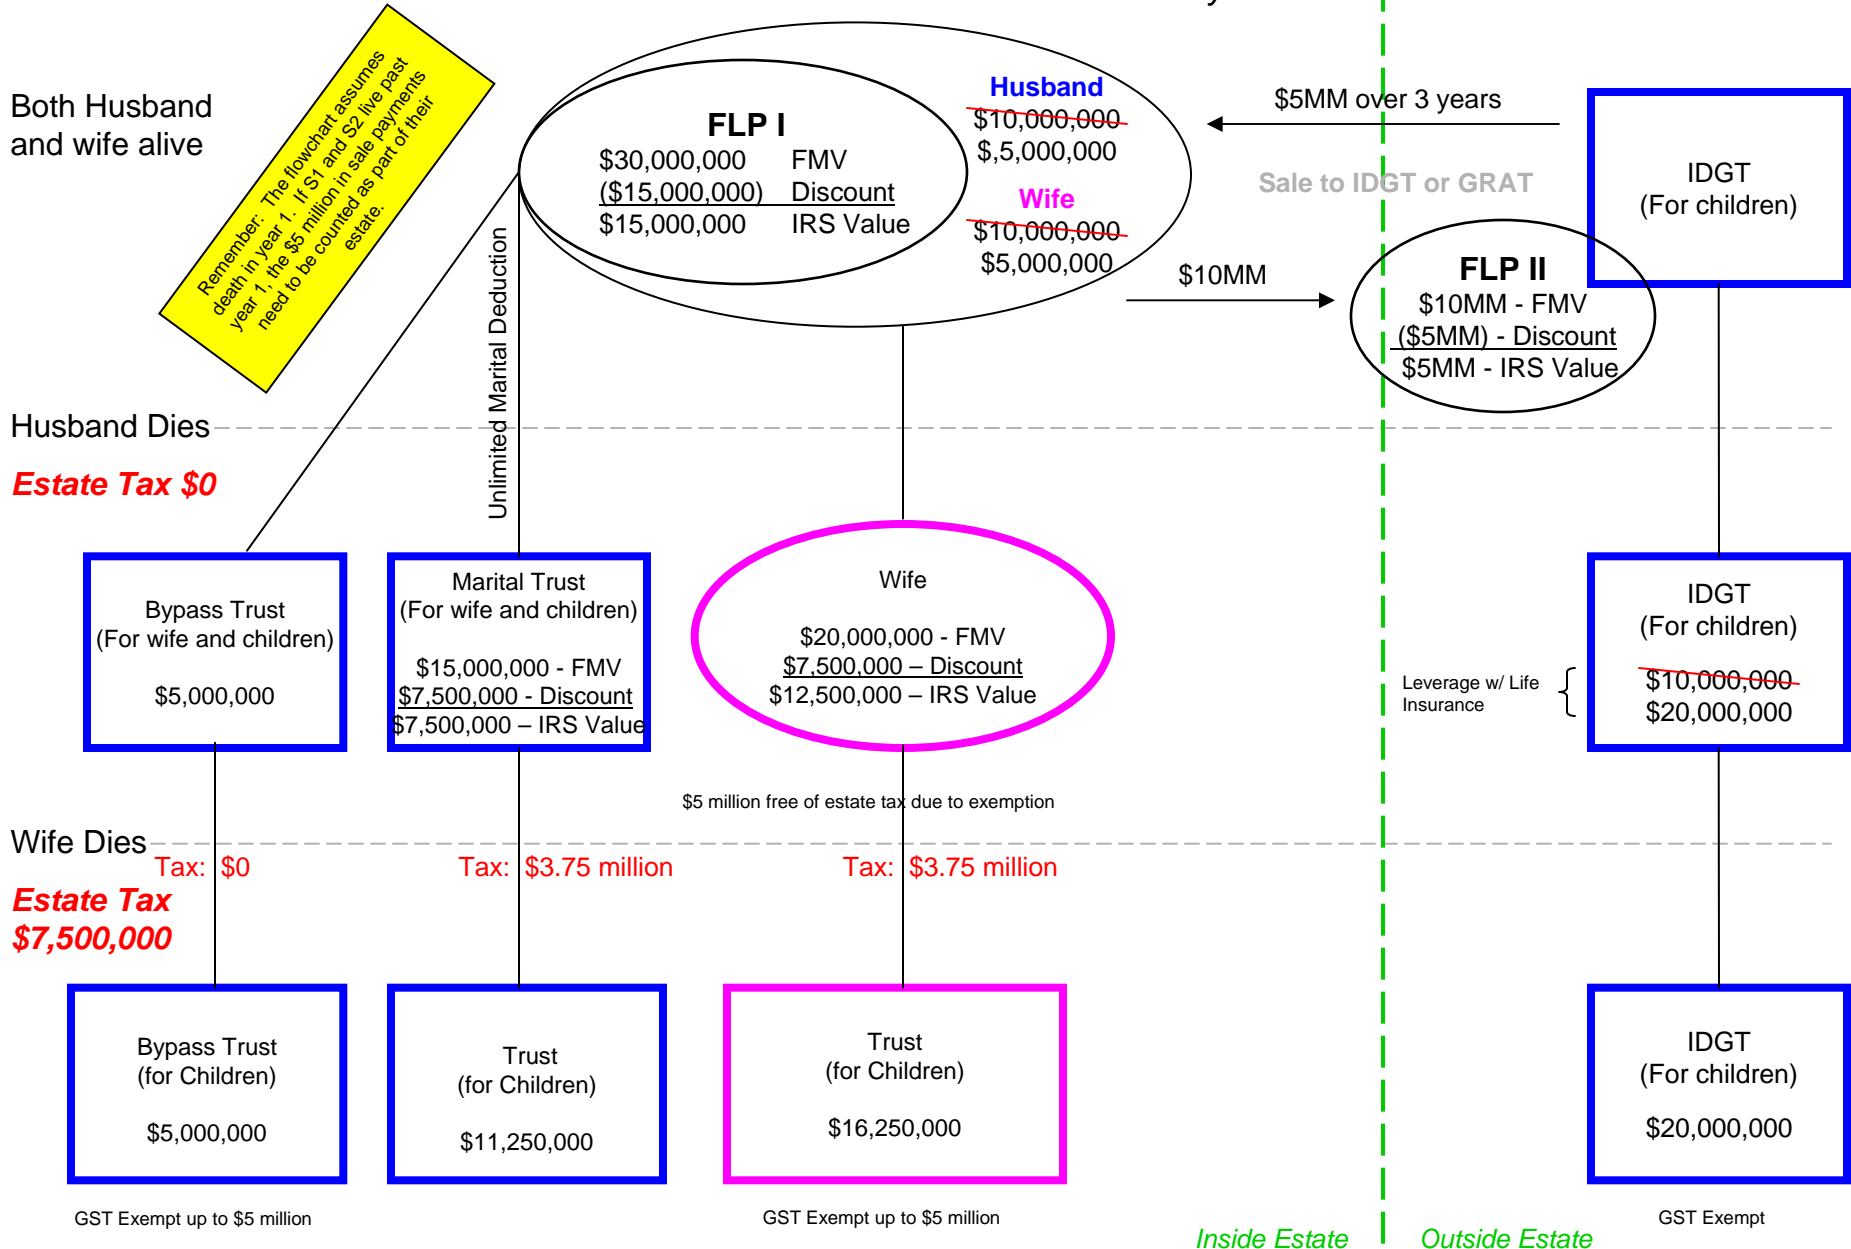 Both Husband
and wife alive
Remember: The flowchart assumes
death in year 1. If S1 and S2 live past
year 1, the $5 million in sale payments
need to be counted as part of their
estate.
FLP I
$30,000,000 FMV
($15,000,000) Discount
$15,000,000 IRS Value
Husband
$10,000,000
$,5,000,000
Wife
$10,000,000
$5,000,000
$5MM over 3 years
Sale to IDGT or GRAT
$10MM
IDGT
(For children)
FLP II
$10MM - FMV
($5MM) - Discount
$5MM - IRS Value
Unlimited Marital Deduction
Husband Dies
Estate Tax $0
Bypass Trust
(For wife and children)
$5,000,000
Marital Trust
(For wife and children)
$15,000,000 - FMV
$7,500,000 - Discount
$7,500,000 – IRS Value
Wife
$20,000,000 - FMV
$7,500,000 – Discount
$12,500,000 – IRS Value
Leverage w/ Life
Insurance
IDGT
(For children)
$10,000,000
$20,000,000
$5 million free of estate tax due to exemption
Wife Dies
Tax: $0
Tax: $3.75 million
Tax: $3.75 million
Estate Tax
$7,500,000
Bypass Trust
(for Children)
$5,000,000
Trust
(for Children)
$11,250,000
Trust
(for Children)
$16,250,000
IDGT
(For children)
$20,000,000
GST Exempt up to $5 million
GST Exempt up to $5 million
GST Exempt
Inside Estate
Outside Estate